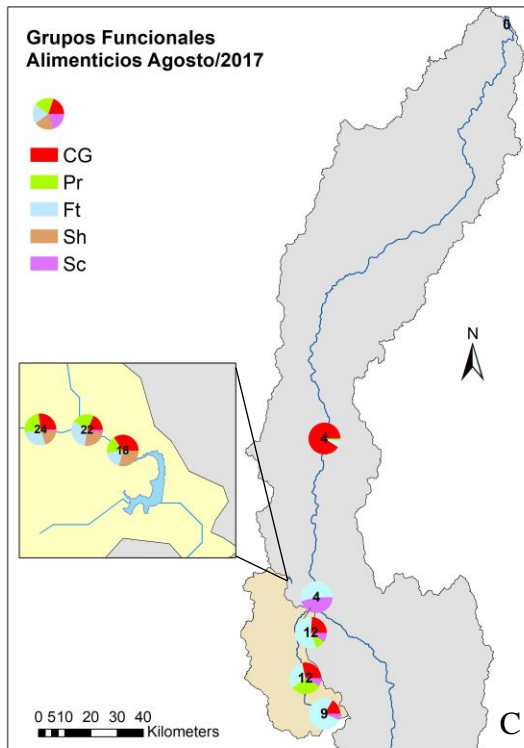 Grupos Funcionales
Alimenticios Agosto/2017
CG
Pr
Ft
Sh
Sc
0
N
4
24
22
18
4
12
12
9
0 5 10 20 30 40
Kilometers
C